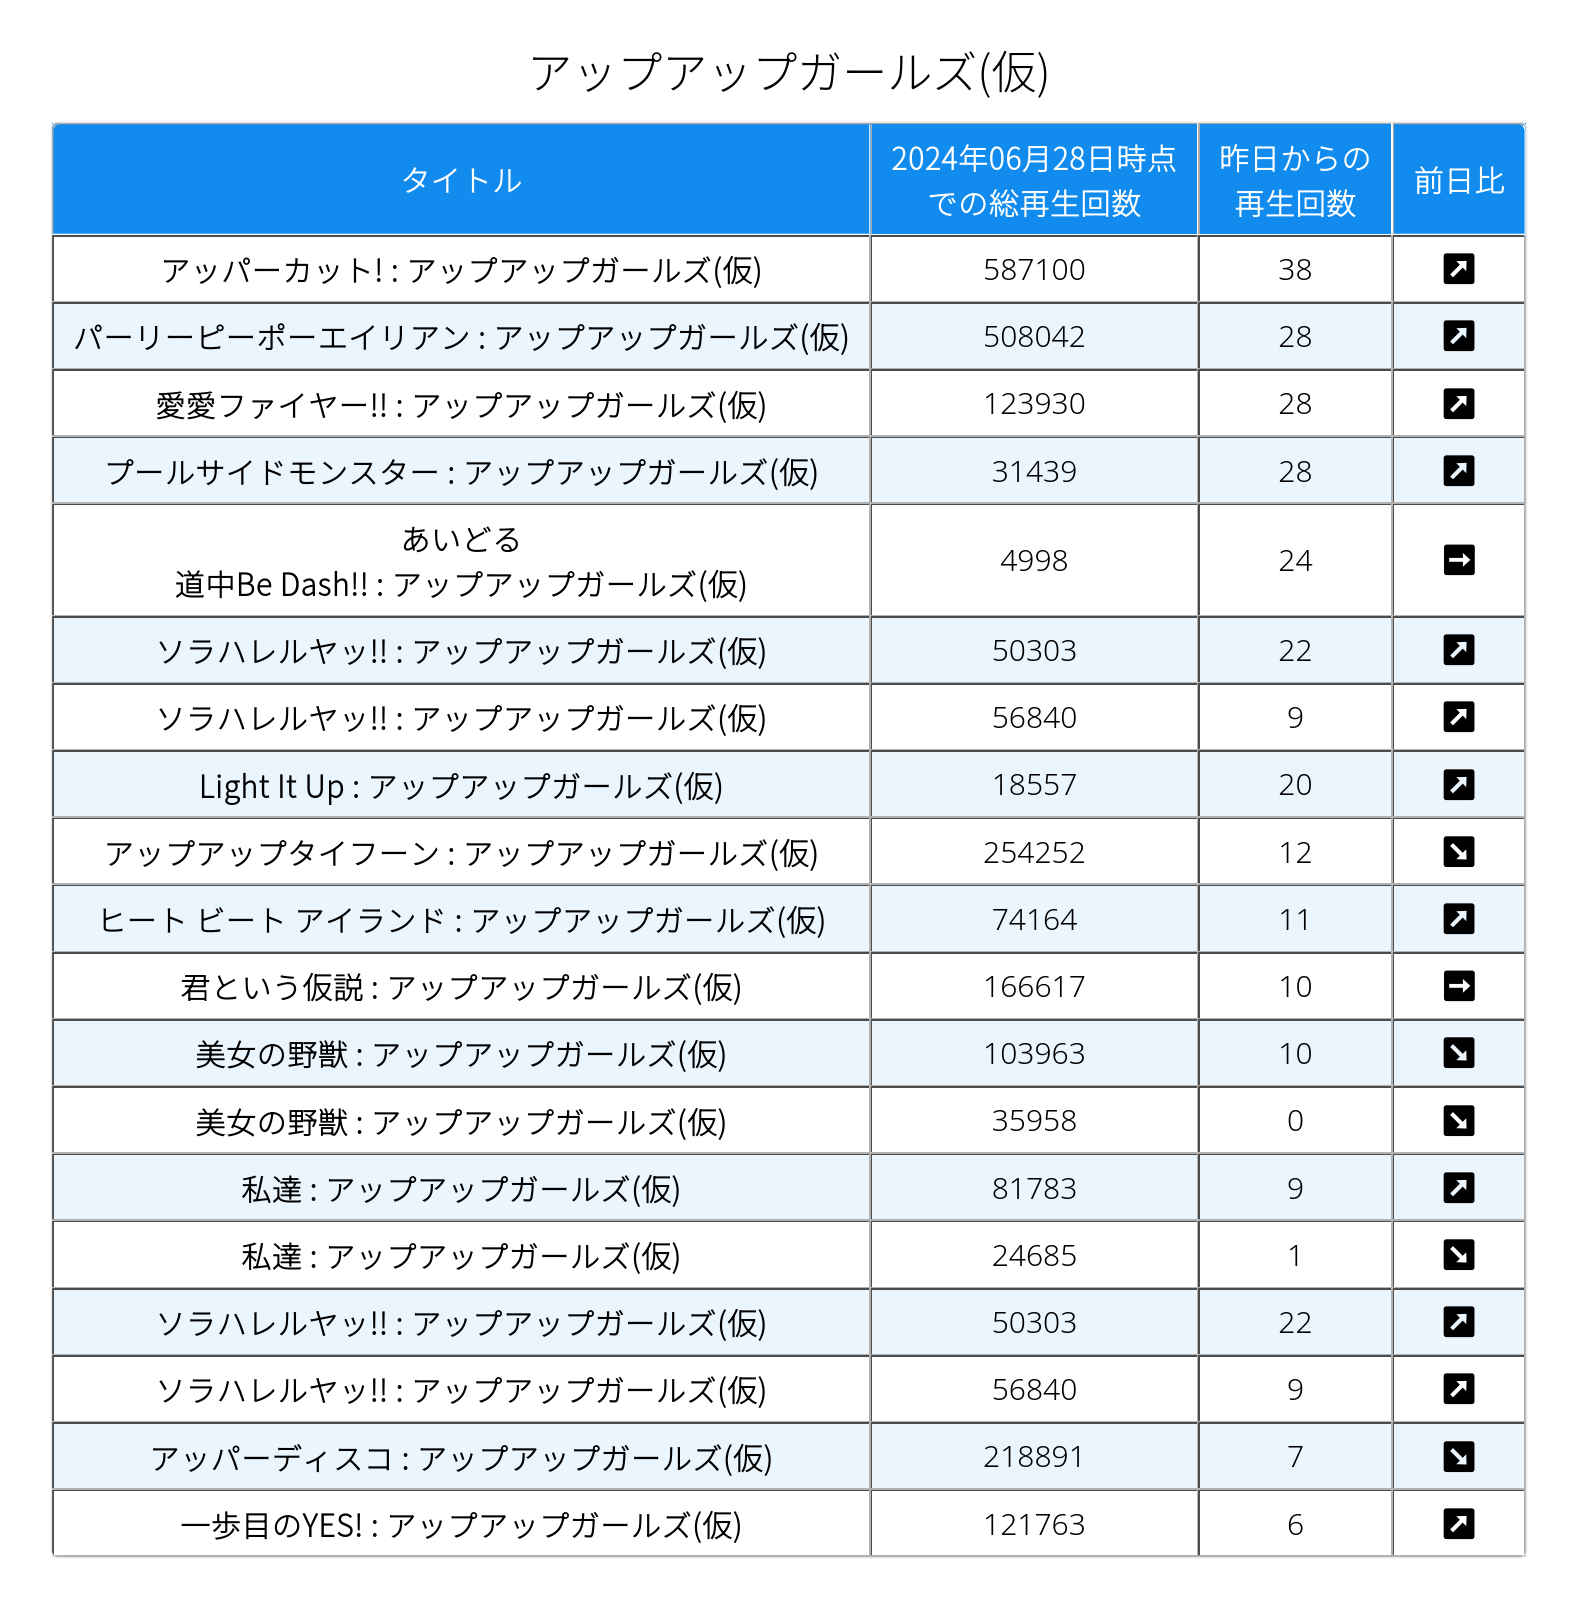 アップアップガールズ(仮)
タイトル 2024年06月28日時点での総再生回数 昨日からの再生回数 前日比
アッパーカット! : アップアップガールズ(仮) 587100 38 ↗
パーリーピーポーエイリアン : アップアップガールズ(仮) 508042 28 ↗
愛愛ファイヤー!! : アップアップガールズ(仮) 123930 28 ↗
プールサイドモンスター : アップアップガールズ(仮) 31439 28 ↗
あいどる
道中Be Dash!! : アップアップガールズ(仮) 4998 24 →
ソラハレルヤッ!! : アップアップガールズ(仮) 50303 22 ↗
ソラハレルヤッ!! : アップアップガールズ(仮) 56840 9 ↗
Light It Up : アップアップガールズ(仮) 18557 20 ↗
アップアップタイフーン : アップアップガールズ(仮) 254252 12 ↘
ヒート ビート アイランド : アップアップガールズ(仮) 74164 11 ↗
君という仮説 : アップアップガールズ(仮) 166617 10 →
美女の野獣 : アップアップガールズ(仮) 103963 10 ↘
美女の野獣 : アップアップガールズ(仮) 35958 0 ↘
私達 : アップアップガールズ(仮) 81783 9 ↗
私達 : アップアップガールズ(仮) 24685 1 ↘
ソラハレルヤッ!! : アップアップガールズ(仮) 50303 22 ↗
ソラハレルヤッ!! : アップアップガールズ(仮) 56840 9 ↗
アッパーディスコ : アップアップガールズ(仮) 218891 7 ↘
一歩目のYES! : アップアップガールズ(仮) 121763 6 ↗